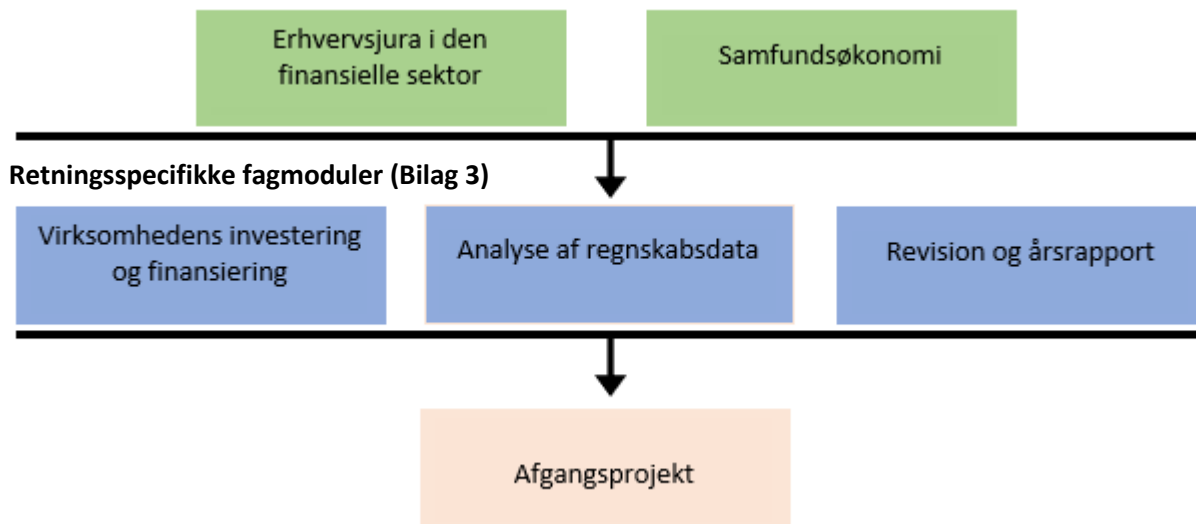 Erhvervsjura i den
finansielle sektor
Samfundsøkonomi
Retningsspecifikke fagmoduler (Bilag 3)
Virksomhedens investering
og finansiering
Analyse af regnskabsdata
Revision og årsrapport
Afgangsprojekt